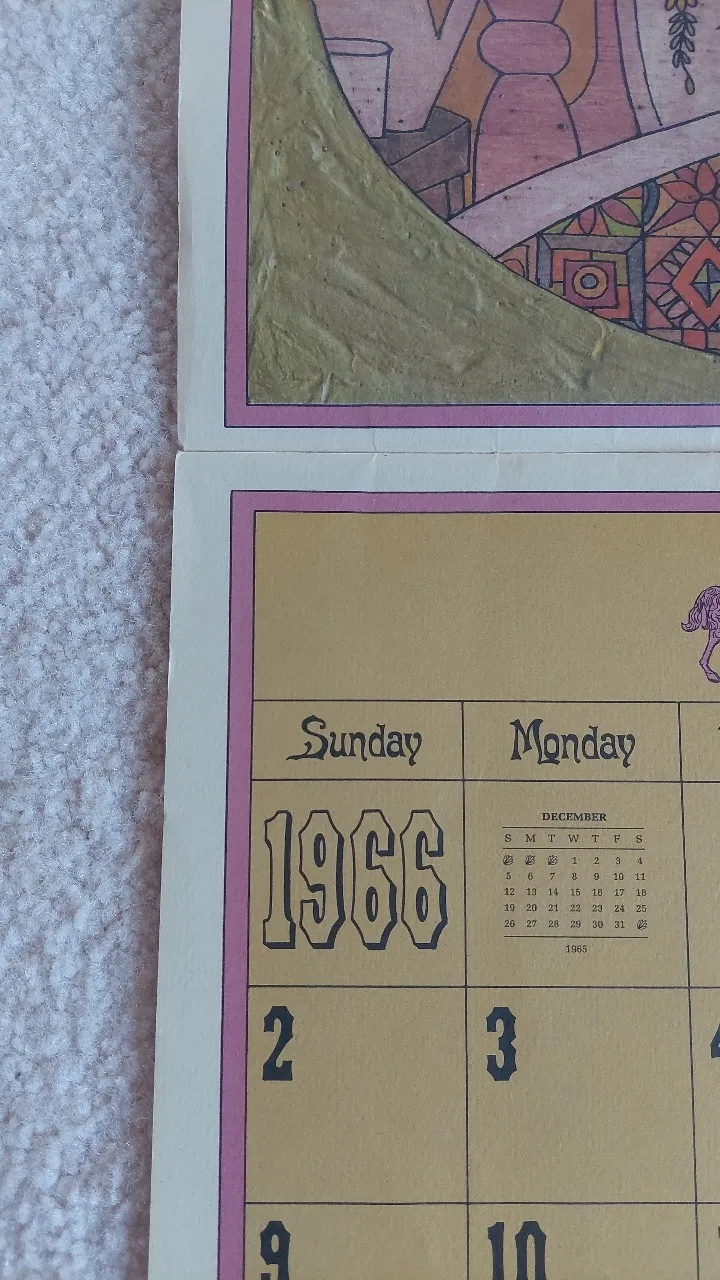 Sunday Monday
1966
DECEMBER
S M T W T F S
1 2 3 4
5 6 7 8 9 10 11
12 13 14 15 16 17 18
19 20 21 22 23 24 25
26 27 28 29 30 31
1965
2 3
9 10